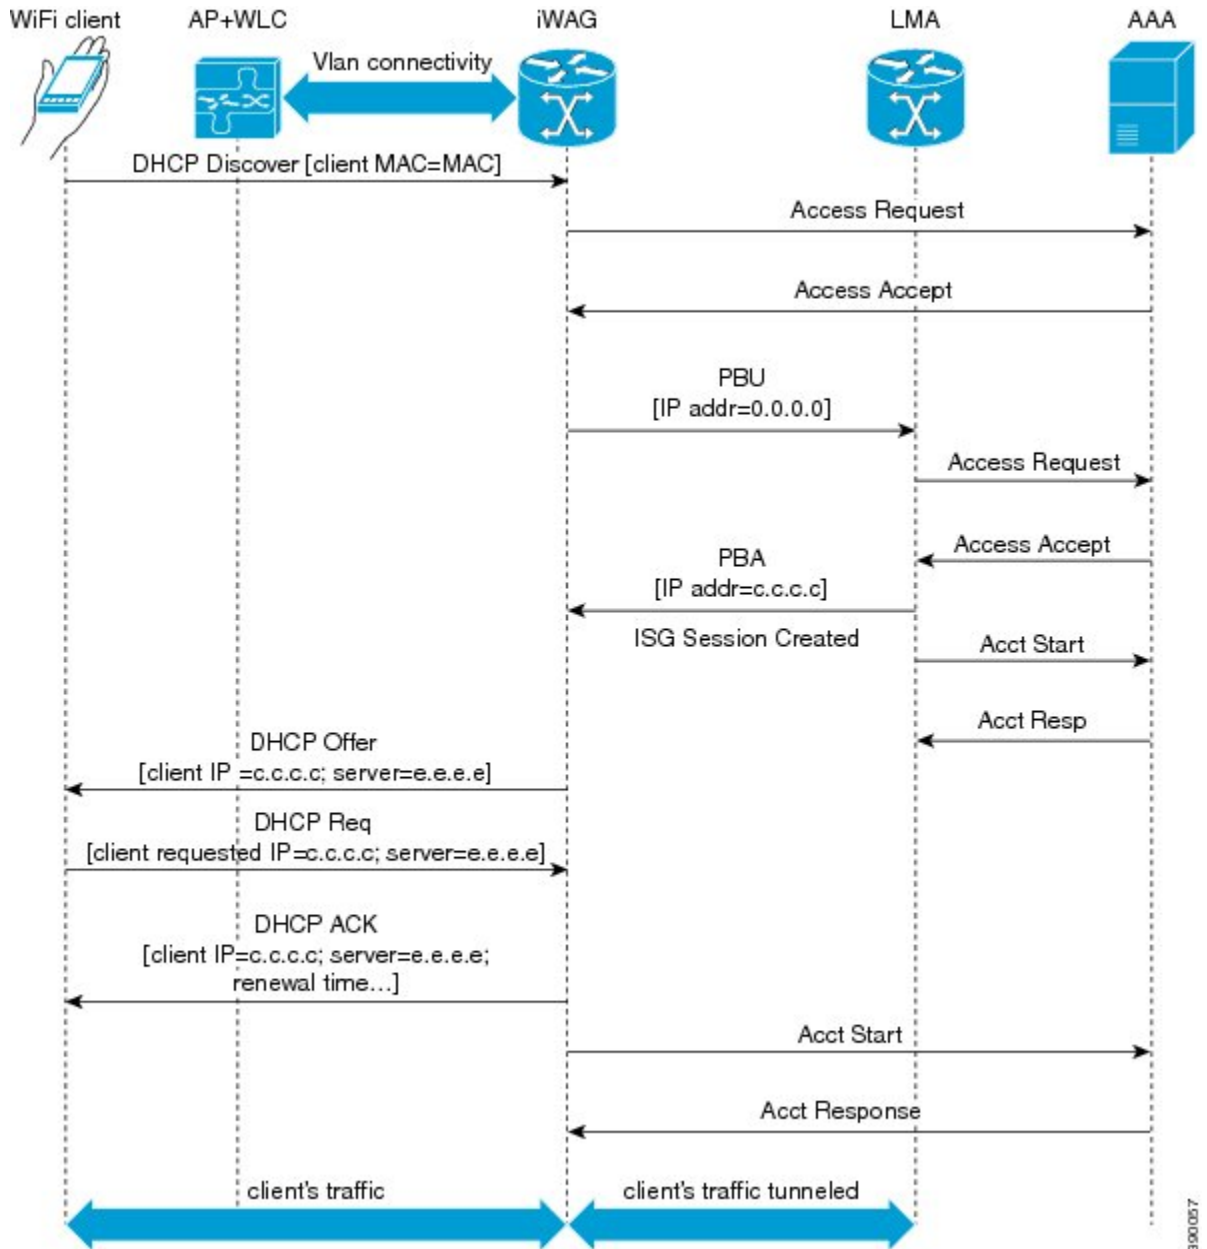 WiFi client
AP+WLC
iWAG
LMA
AAA
Vlan connectivity
DHCP Discover [client MAC=MAC]
Access Request
Access Accept
PBU
[IP addr=0.0.0.0]
Access Request
Access Accept
PBA
[IP addr=c.c.c.c]
ISG Session Created
Acct Start
Acct Resp
DHCP Offer
[client IP =c.c.c.c; server=e.e.e.e]
DHCP Req
[client requested IP=c.c.c.c; server=e.e.e.e]
DHCP ACK
[client IP=c.c.c.c; server=e.e.e.e;
renewal time...]
Acct Start
Acct Response
client's traffic
client's traffic tunneled
390057